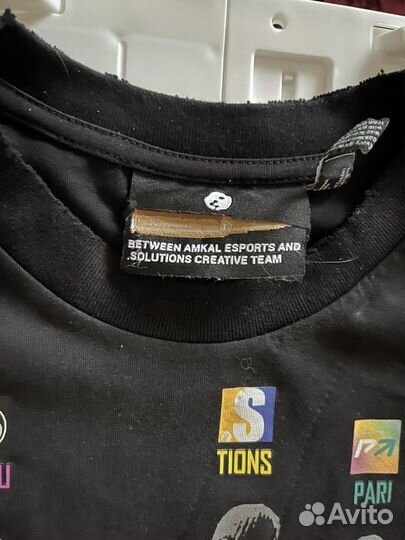 BETWEEN AMKAL ESPORTS AND
.SOLUTIONS CREATIVE TEAM
.S
TIONS
PARI
U
Avito